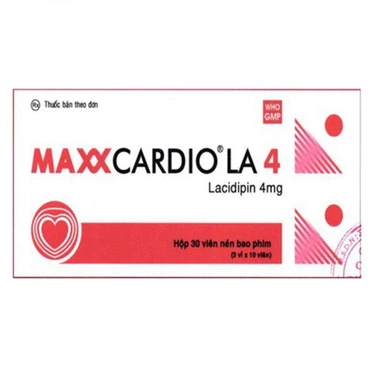 Rx Thuốc bán theo đơn
WHO
GMP
MAXXCARDIO® LA 4
Lacidipin 4mg
Hộp 30 viên nén bao phim
(3 vỉ x 10 viên)